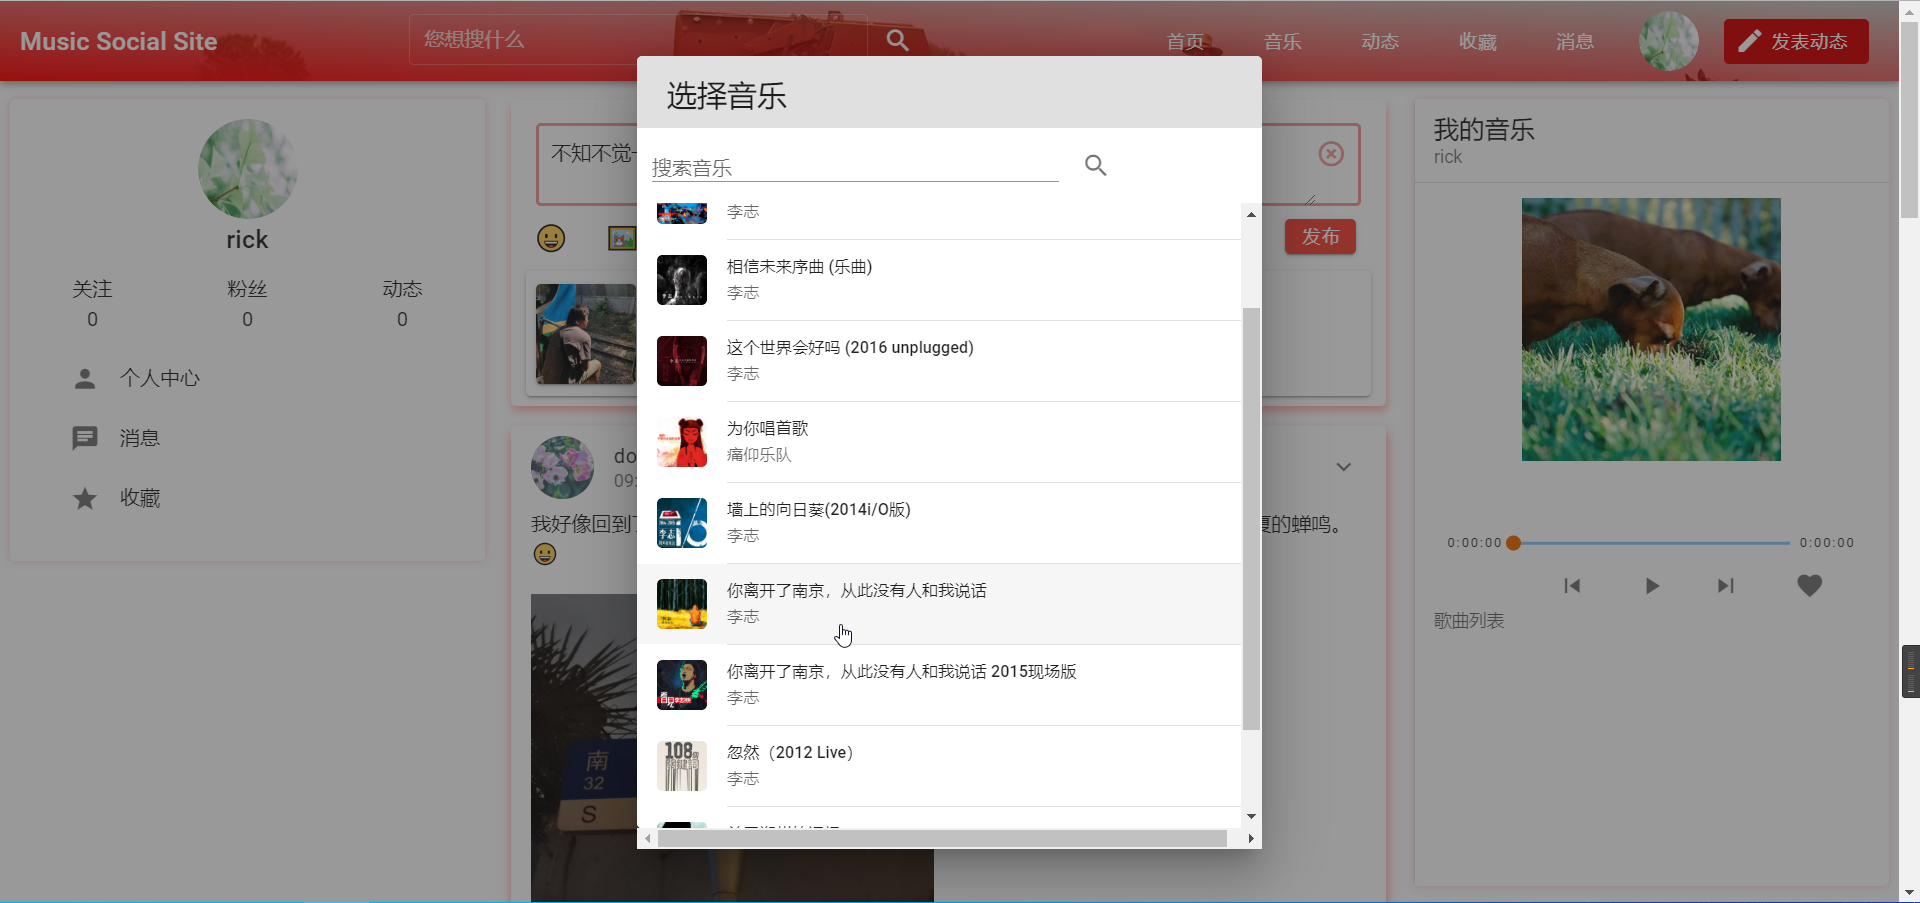 Music Social Site
您想搜什么
首页
音乐
动态
收藏
消息
发表动态
rick
关注
粉丝
动态
0
0
0
个人中心
消息
收藏
不知不觉
发布
do
09:
我好像回到了
夏的蝉鸣。
南
32
S
选择音乐
搜索音乐
李志
相信未来序曲 (乐曲)
李志
这个世界会好吗 (2016 unplugged)
李志
为你唱首歌
痛仰乐队
墙上的向日葵(2014i/O版)
李志
你离开了南京，从此没有人和我说话
李志
你离开了南京，从此没有人和我说话 2015现场版
李志
108
忽然（2012 Live）
李志
我的音乐
rick
0:00:00
0:00:00
歌曲列表